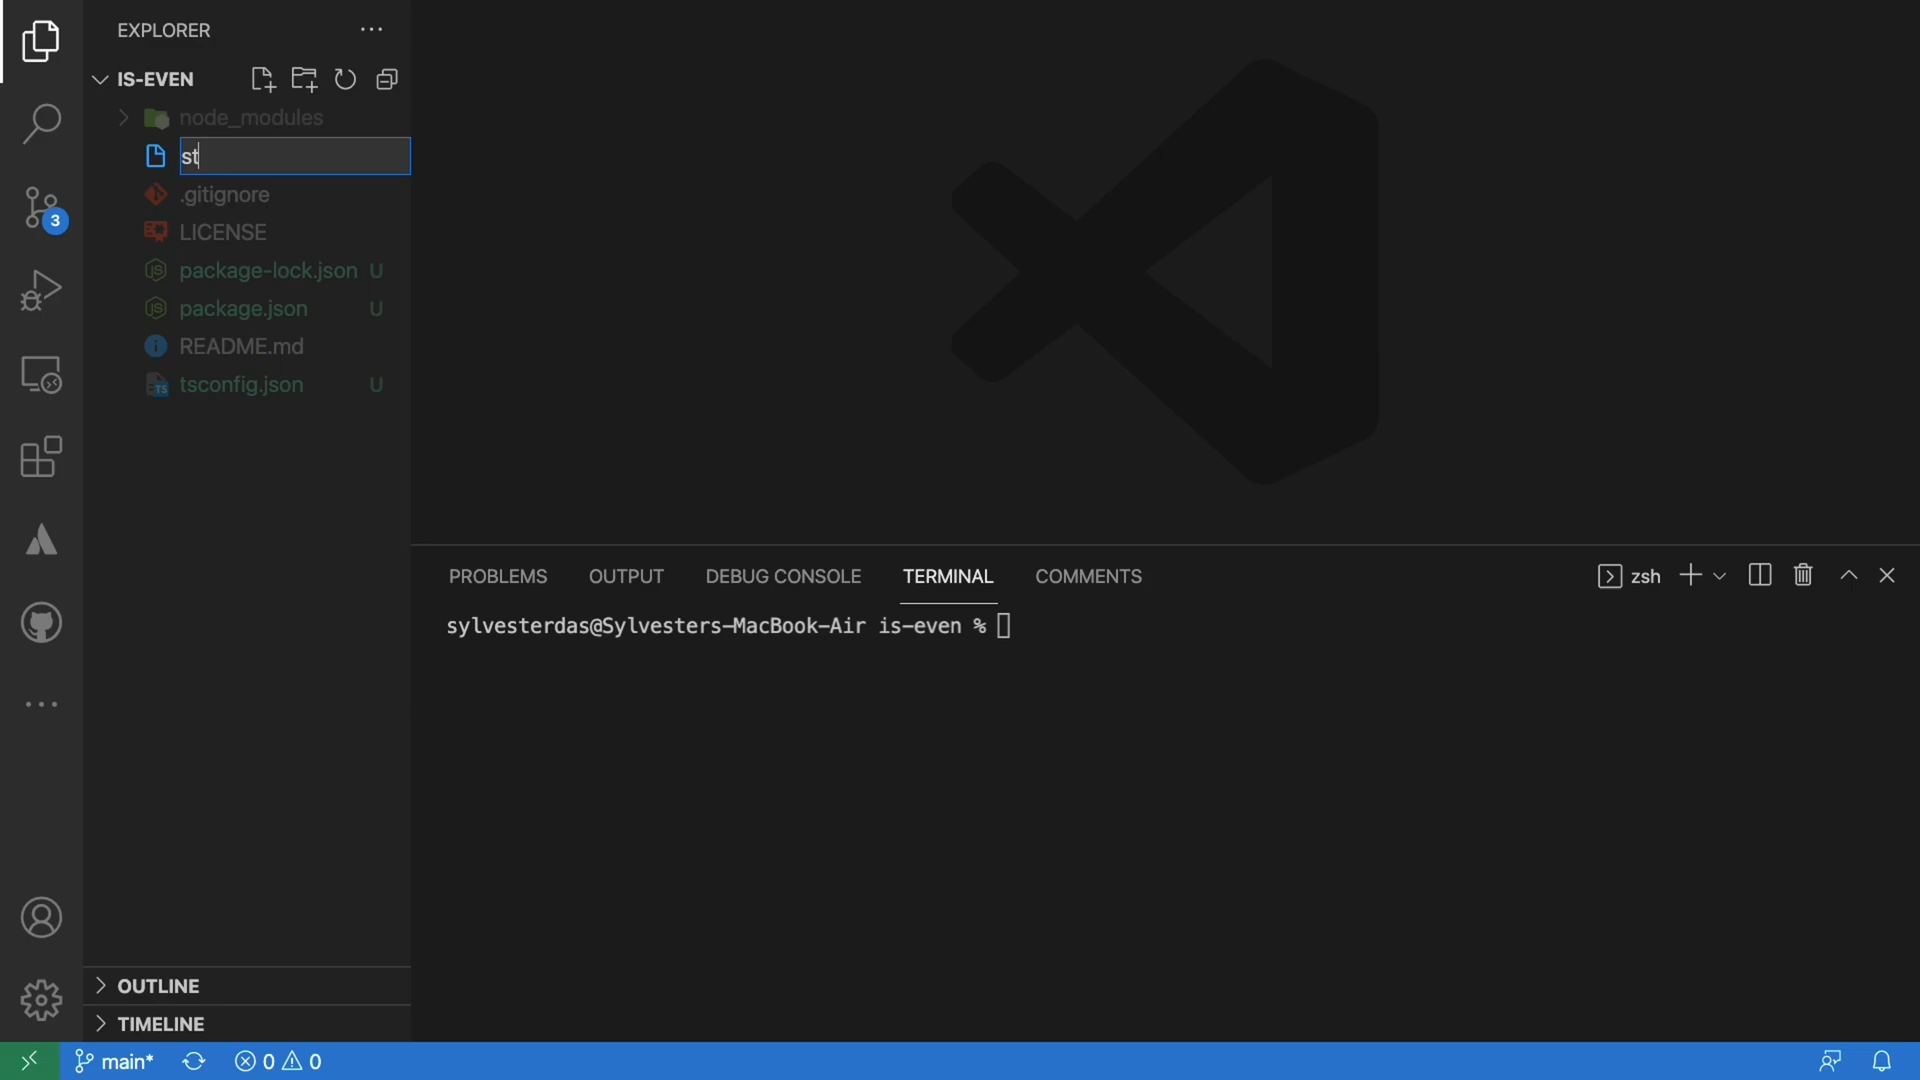 EXPLORER
IS-EVEN
node_modules
st
.gitignore
LICENSE
package-lock.json U
package.json U
README.md
tsconfig.json U
3
OUTLINE
TIMELINE
PROBLEMS OUTPUT DEBUG CONSOLE TERMINAL COMMENTS
zsh
sylvesterdas@Sylvesters-MacBook-Air is-even %
main* 0 0